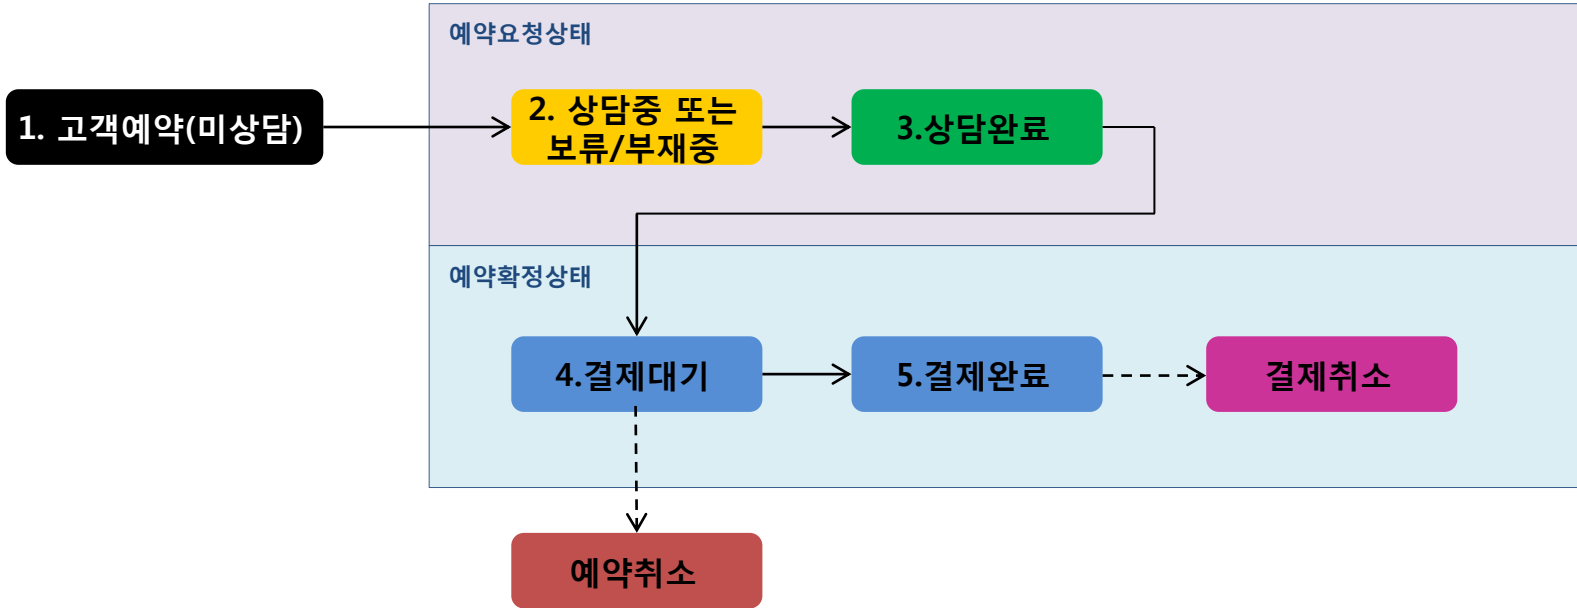 예약요청상태
1. 고객예약(미상담)
2. 상담중 또는
보류/부재중
3.상담완료
예약확정상태
4.결제대기
5.결제완료
결제취소
예약취소